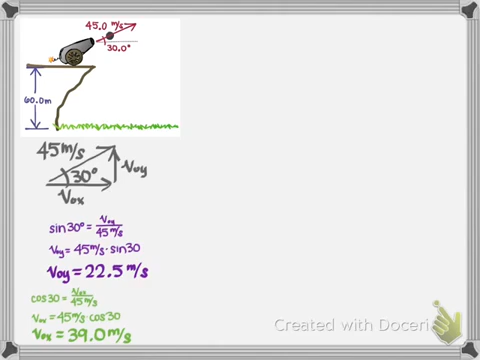 45.0 m/s
30.0°
60.0m
45m/s
30°
Voy
Vox
sin30° = Voy/45m/s
Voy = 45m/s · sin30
Voy = 22.5 m/s
cos30 = Vox/45m/s
Vox = 45m/s · cos30
Vox = 39.0 m/s
Created with Doceri